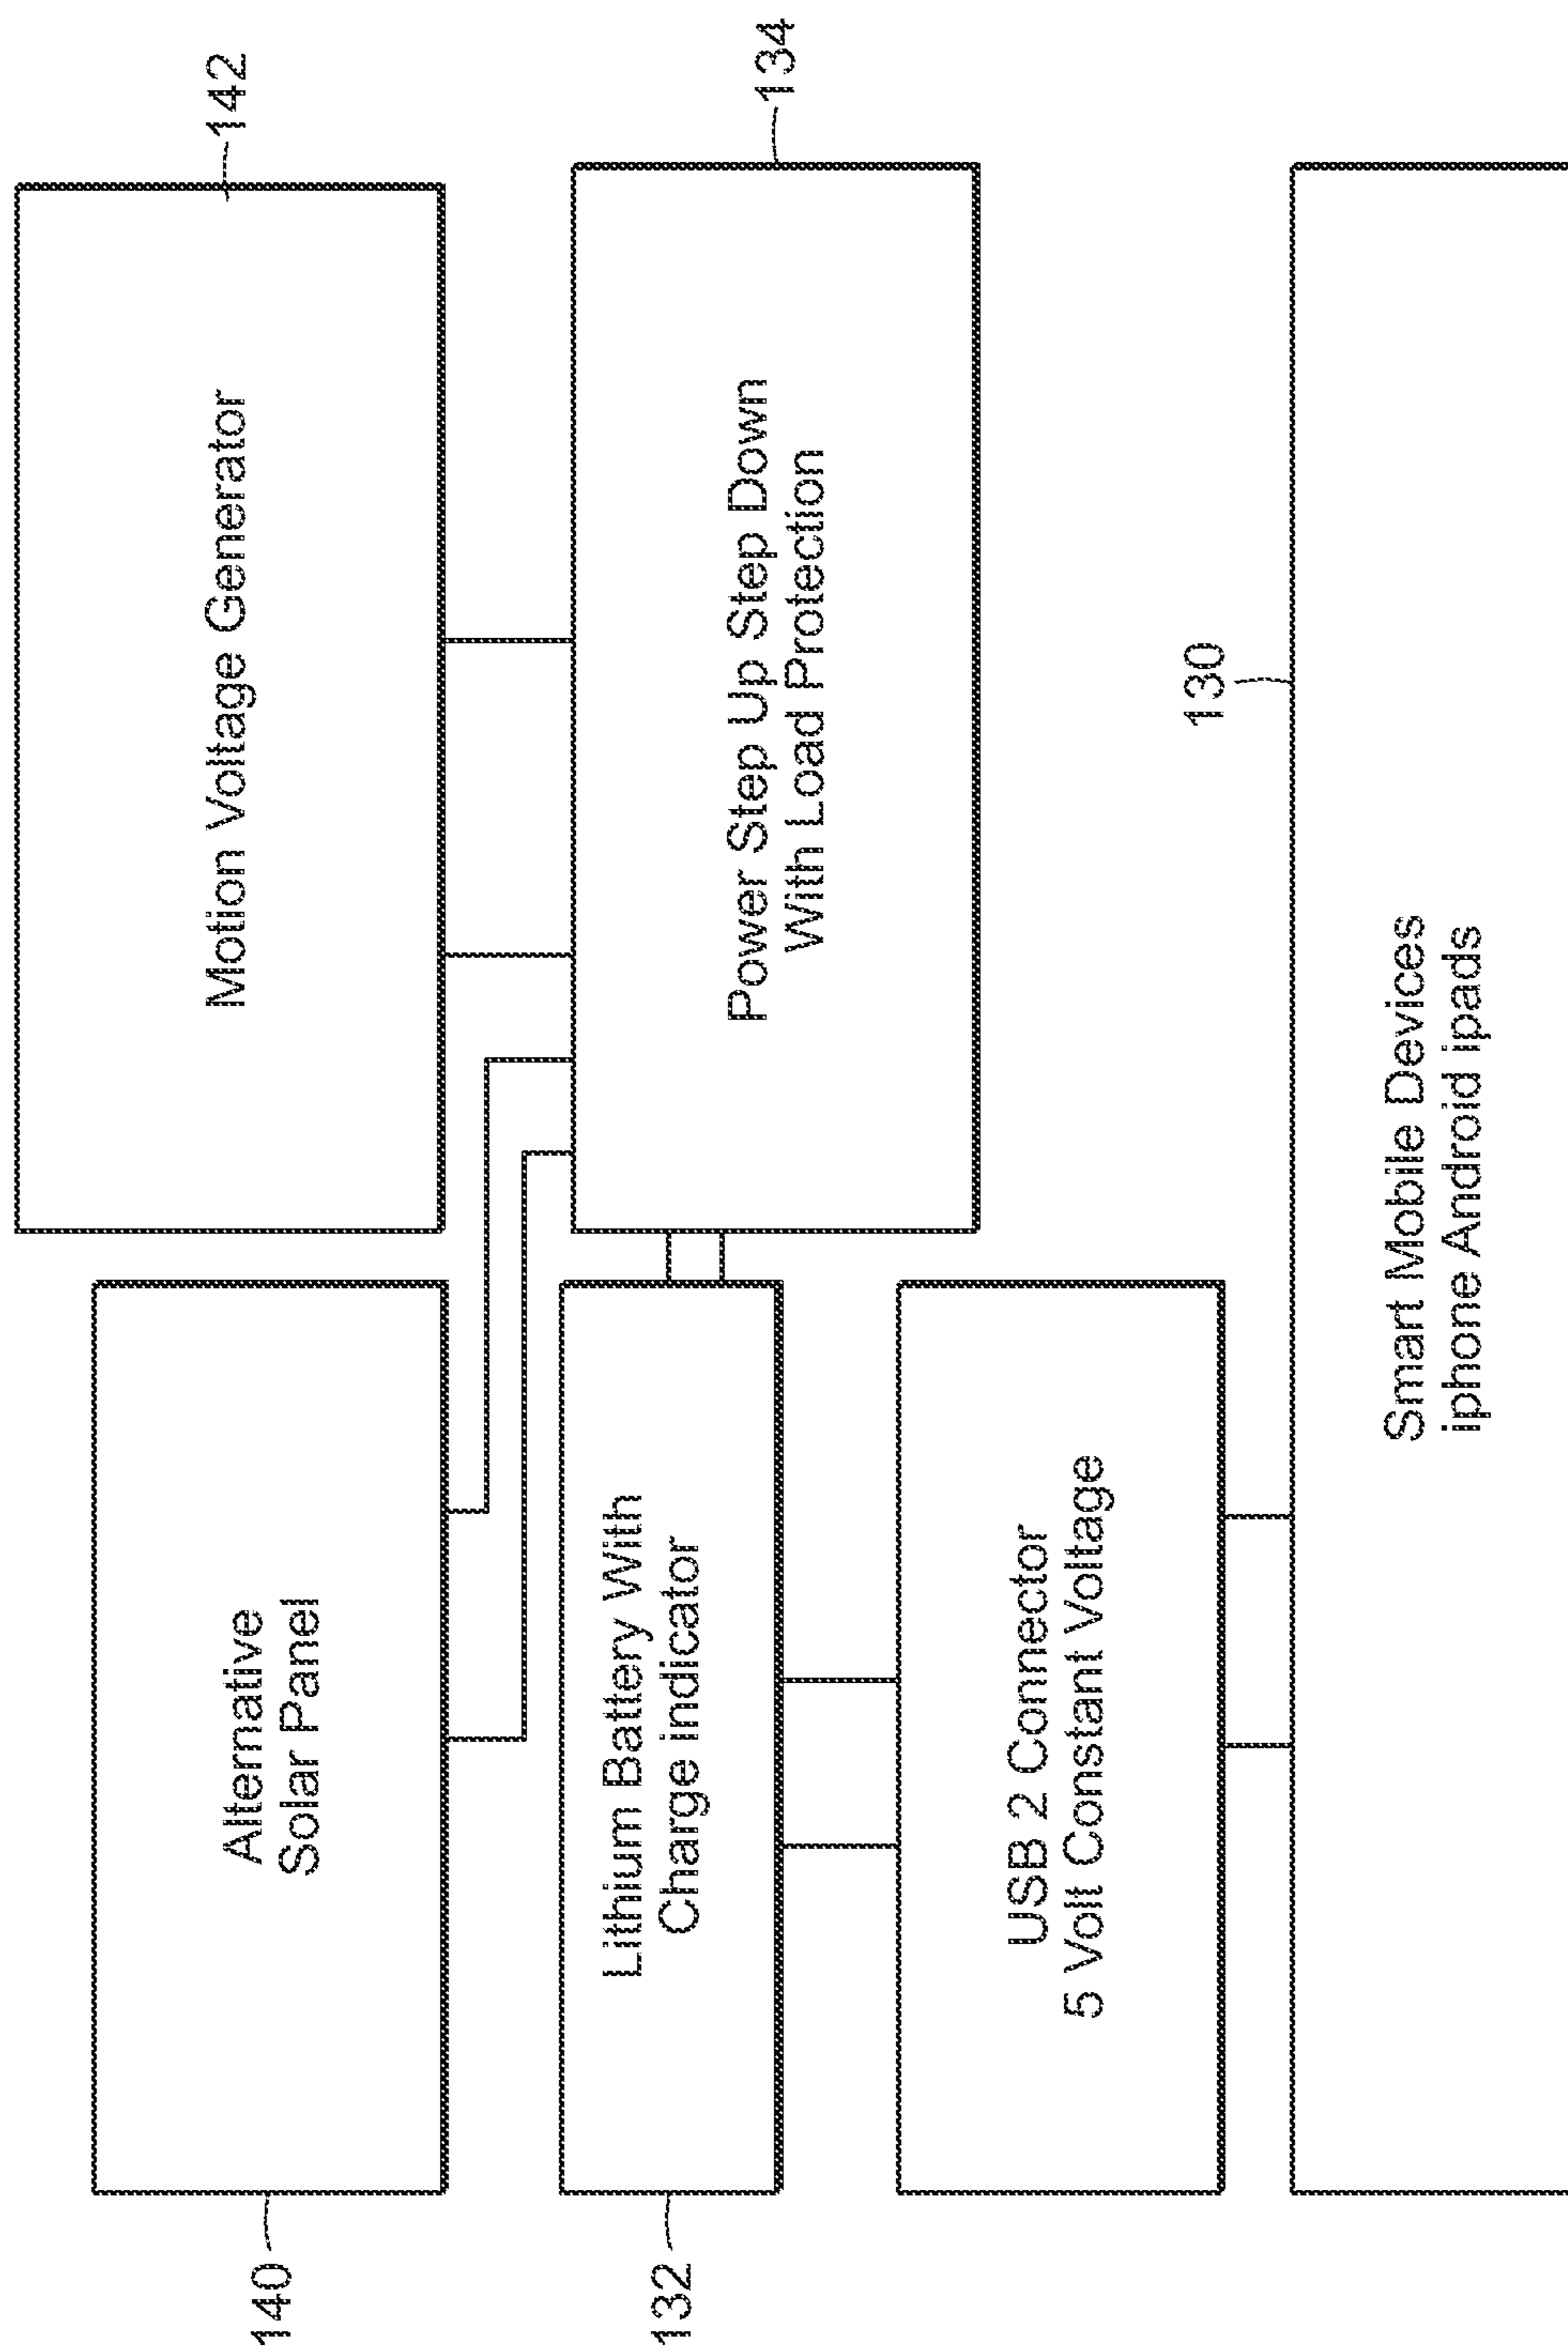 142
Motion Voltage Generator
134
Power Step Up Step Down
With Load Protection
140
Alternative
Solar Panel
132
Lithium Battery With
Charge indicator
USB 2 Connector
5 Volt Constant Voltage
130
Smart Mobile Devices
iphone Android ipads